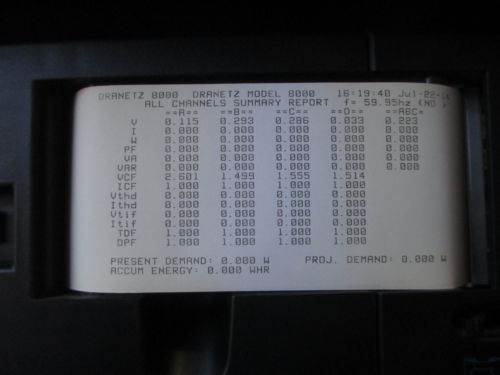 DRANETZ 8000 DRANETZ MODEL 8000 16:19:40 Jul-22-
ALL CHANNELS SUMMARY REPORT f= 59.95hz (NO )
==A== ==B== ==C== ==D== ==ABC=
V 0.115 0.293 0.286 0.033 0.223
I 0.000 0.000 0.000 0.000 0.000
W 0.000 0.000 0.000 0.000 0.000
PF 0.000 0.000 0.000 0.000 0.000
VA 0.000 0.000 0.000 0.000 0.000
VAR 0.000 0.000 0.000 0.000 0.000
VCF 2.601 1.499 1.555 1.514
ICF 1.000 1.000 1.000 1.000
Vthd 0.000 0.000 0.000 0.000
Ithd 0.000 0.000 0.000 0.000
Vtif 0.000 0.000 0.000 0.000
Itif 0.000 0.000 0.000 0.000
TDF 1.000 1.000 1.000 1.000
DPF 1.000 1.000 1.000 1.000
PRESENT DEMAND: 0.000 W PROJ. DEMAND: 0.000 W
ACCUM ENERGY: 0.000 WHR